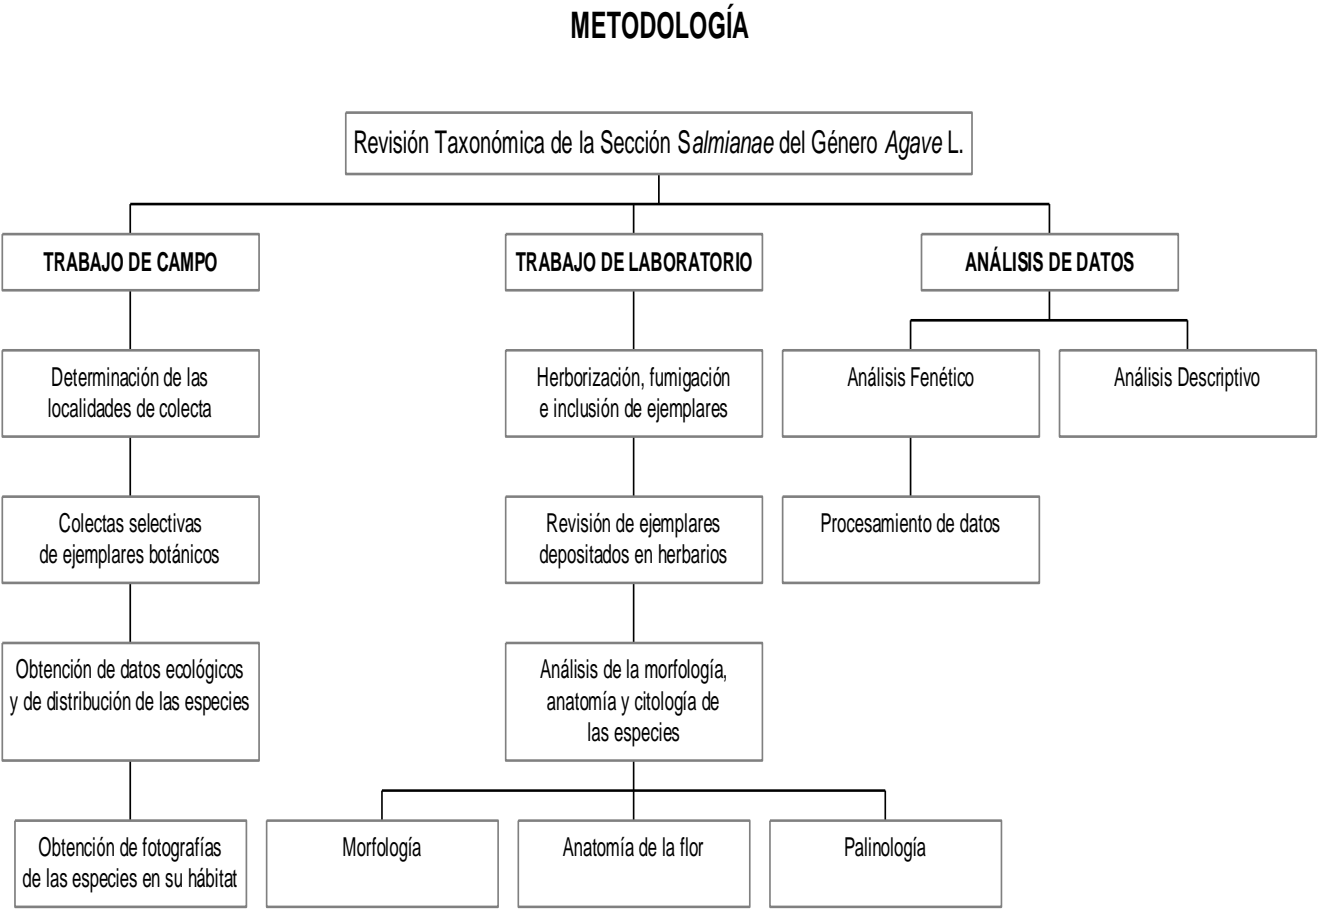 METODOLOGÍA
Revisión Taxonómica de la Sección Salmianae del Género Agave L.
TRABAJO DE CAMPO
TRABAJO DE LABORATORIO
ANÁLISIS DE DATOS
Determinación de las
localidades de colecta
Herborización, fumigación
e inclusión de ejemplares
Análisis Fenético
Análisis Descriptivo
Colectas selectivas
de ejemplares botánicos
Revisión de ejemplares
depositados en herbarios
Procesamiento de datos
Obtención de datos ecológicos
y de distribución de las especies
Análisis de la morfología,
anatomía y citología de
las especies
Obtención de fotografías
de las especies en su hábitat
Morfología
Anatomía de la flor
Palinología